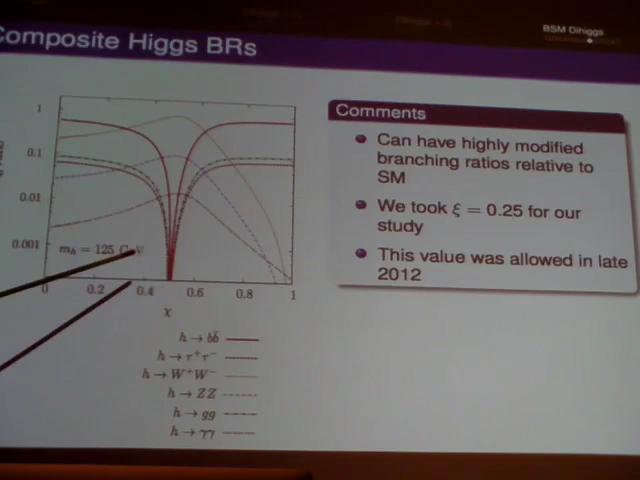 BSM Dihiggs
Composite Higgs BRs
Comments
Can have highly modified
branching ratios relative to
SM
We took ξ = 0.25 for our
study
This value was allowed in late
2012
1
0.1
0.01
0.001
m_h = 125 GeV
0 0.2 0.4 0.6 0.8 1
χ
h → bb̄
h → τ⁺τ⁻
h → W⁺W⁻
h → ZZ
h → gg
h → γγ